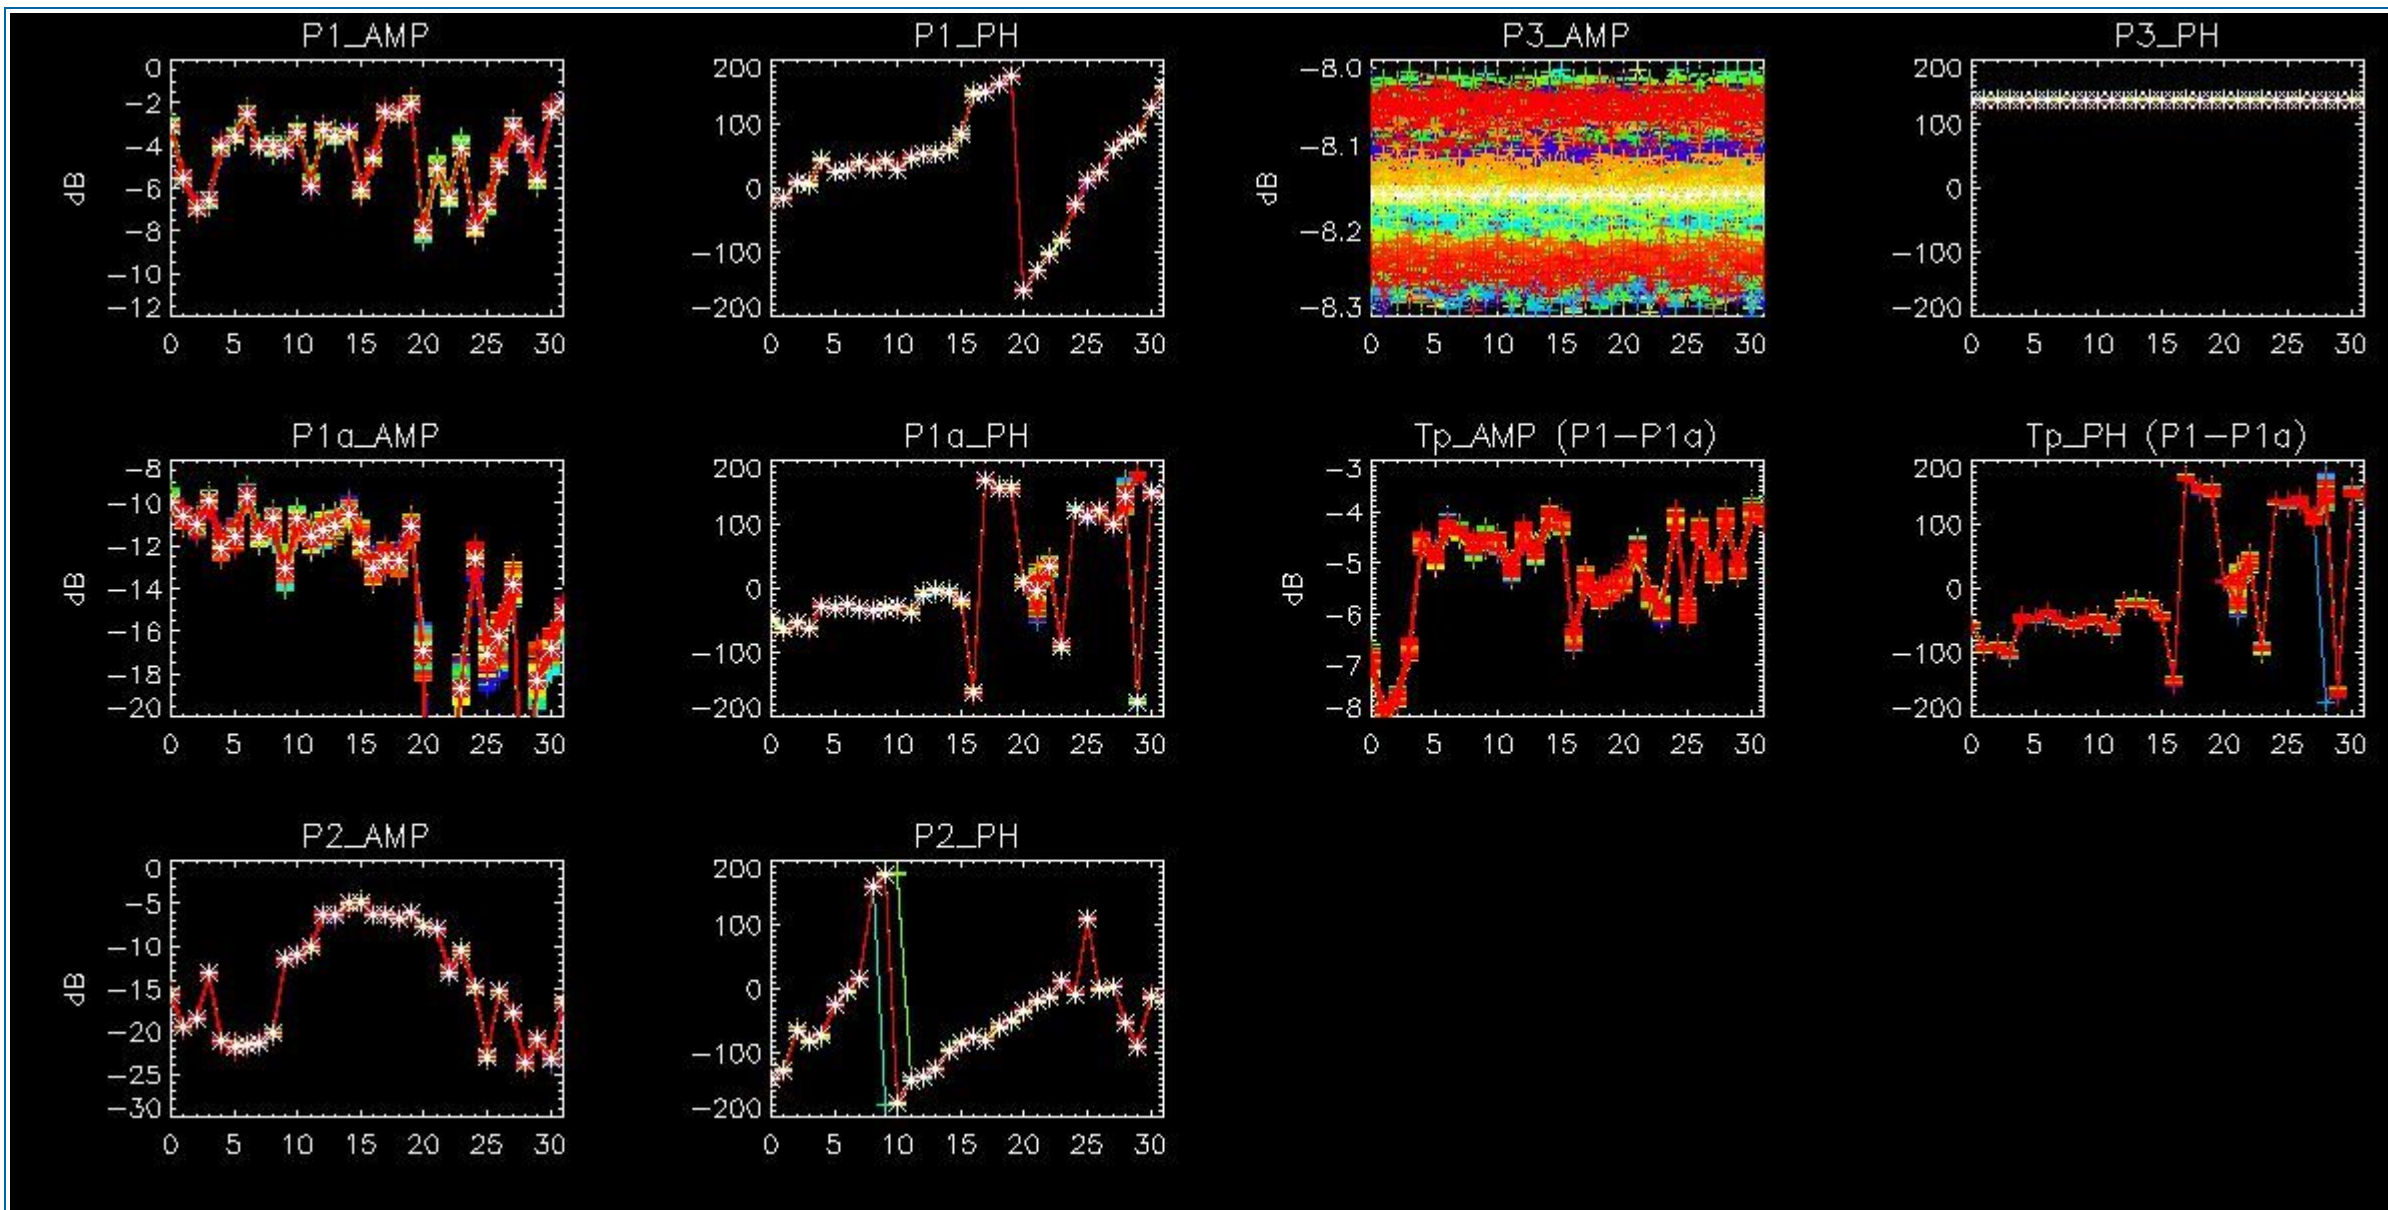 P1_AMP
0
−2
−4
−6
−8
−10
−12
dB
0 5 10 15 20 25 30
P1_PH
200
100
0
−100
−200
0 5 10 15 20 25 30
P3_AMP
−8.0
−8.1
−8.2
−8.3
dB
0 5 10 15 20 25 30
P3_PH
200
100
0
−100
−200
0 5 10 15 20 25 30
P1a_AMP
−8
−10
−12
−14
−16
−18
−20
dB
0 5 10 15 20 25 30
P1a_PH
200
100
0
−100
−200
0 5 10 15 20 25 30
Tp_AMP (P1−P1a)
−3
−4
−5
−6
−7
−8
dB
0 5 10 15 20 25 30
Tp_PH (P1−P1a)
200
100
0
−100
−200
0 5 10 15 20 25 30
P2_AMP
0
−5
−10
−15
−20
−25
−30
dB
0 5 10 15 20 25 30
P2_PH
200
100
0
−100
−200
0 5 10 15 20 25 30